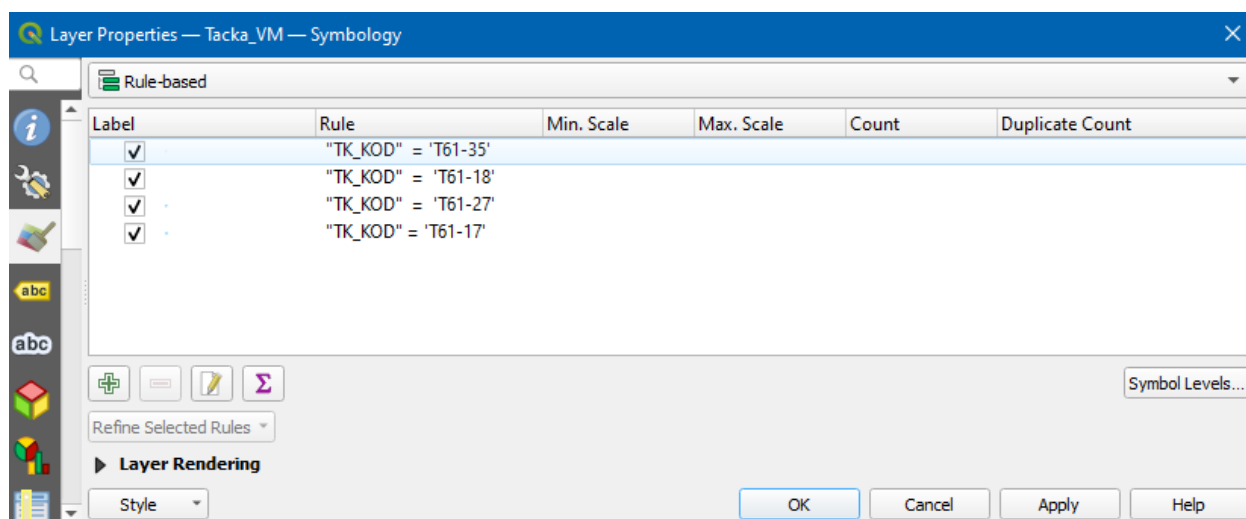 Layer Properties — Tacka_VM — Symbology
Rule-based
Label Rule Min. Scale Max. Scale Count Duplicate Count
"TK_KOD" = 'T61-35'
"TK_KOD" = 'T61-18'
"TK_KOD" = 'T61-27'
"TK_KOD" = 'T61-17'
abc
abc
Σ
Symbol Levels...
Refine Selected Rules
Layer Rendering
Style OK Cancel Apply Help